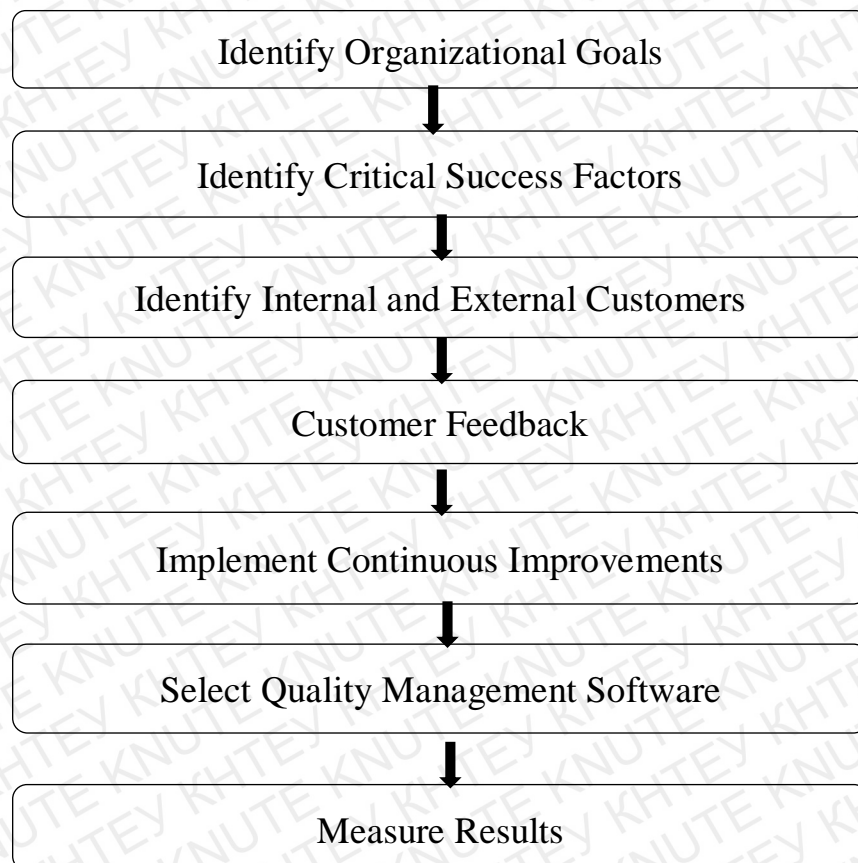 Identify Organizational Goals
Identify Critical Success Factors
Identify Internal and External Customers
Customer Feedback
Implement Continuous Improvements
Select Quality Management Software
Measure Results